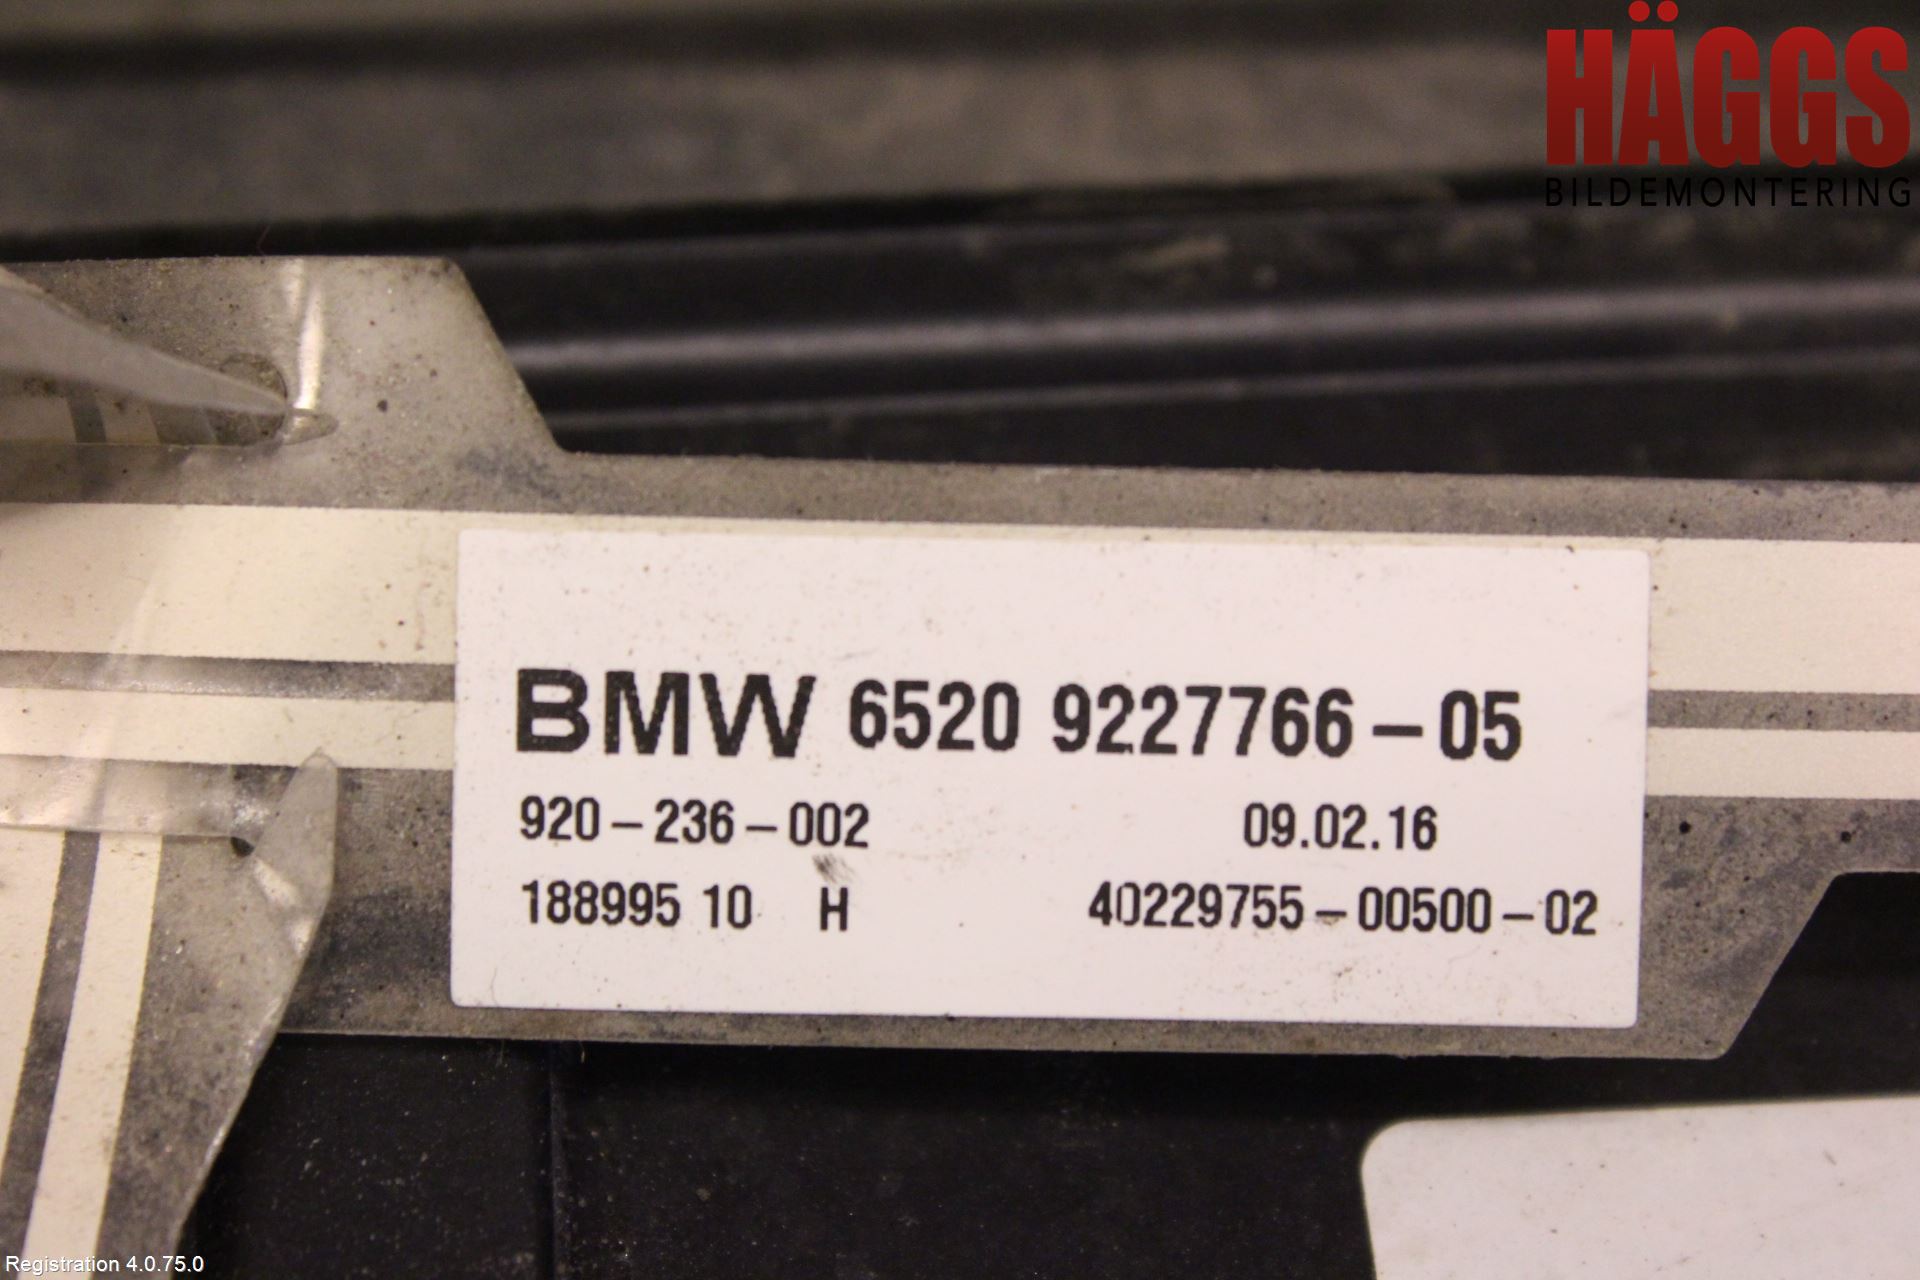 HÄGGS
BILDEMONTERING
BMW 6520 9227766-05
920-236-002 09.02.16
188995 10 H 40229755-00500-02
Registration 4.0.75.0